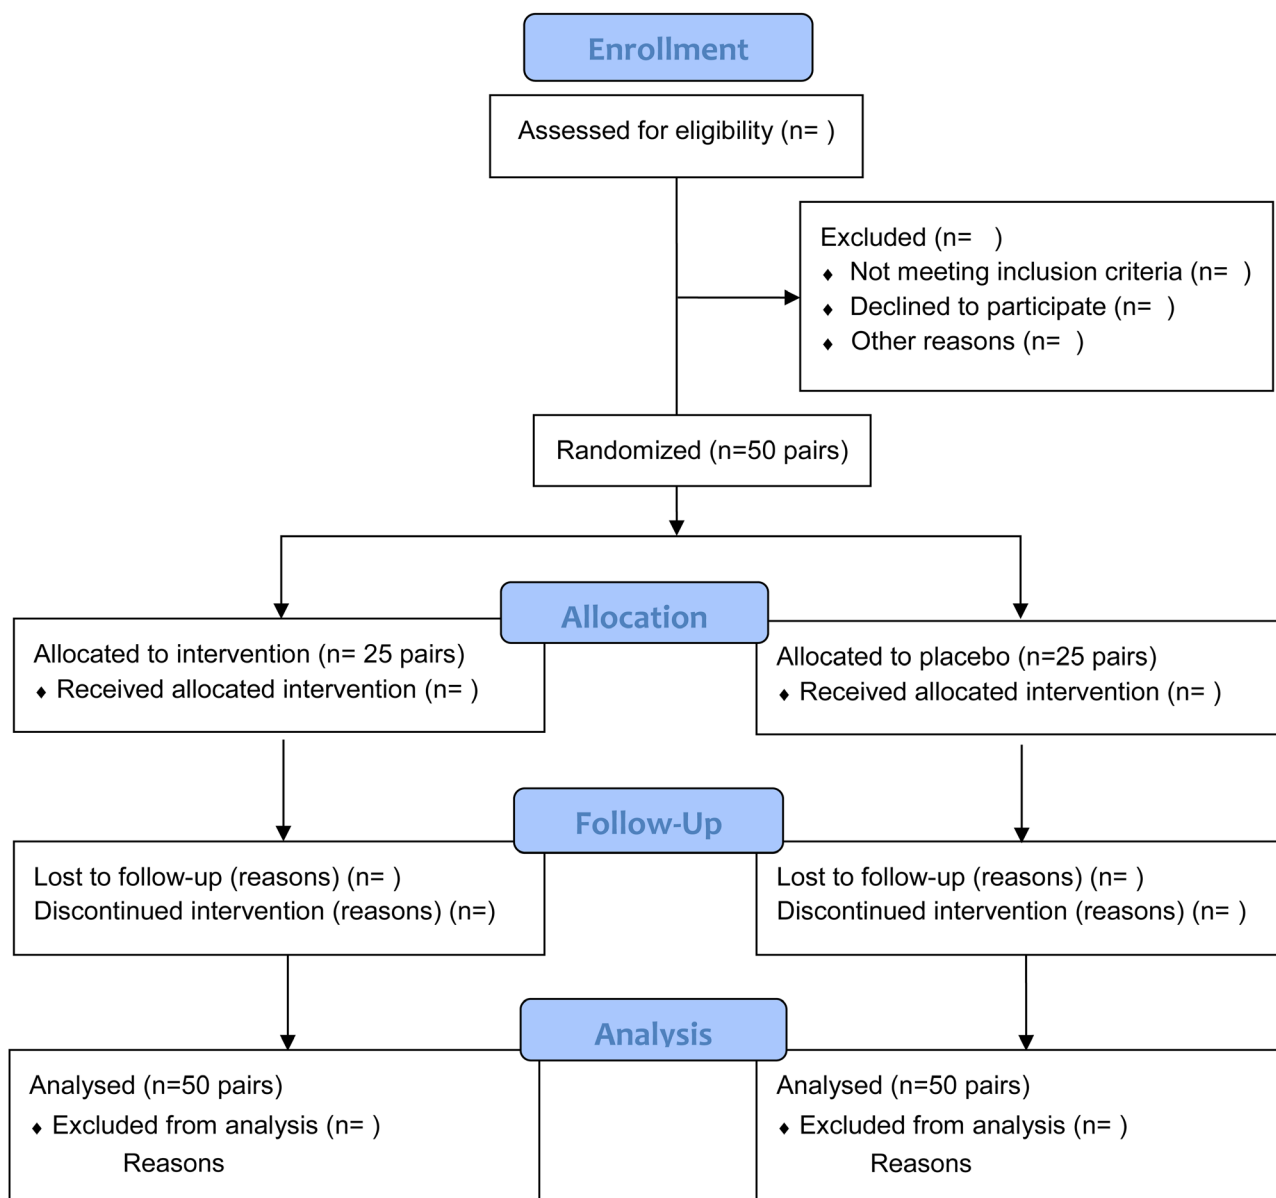 Enrollment
Assessed for eligibility (n= )
Excluded (n=   )
♦ Not meeting inclusion criteria (n=  )
♦ Declined to participate (n=  )
♦ Other reasons (n=  )
Randomized (n=50 pairs)
Allocation
Allocated to intervention (n= 25 pairs)
♦ Received allocated intervention (n= )
Allocated to placebo (n=25 pairs)
♦ Received allocated intervention (n= )
Follow-Up
Lost to follow-up (reasons) (n= )
Discontinued intervention (reasons) (n=)
Lost to follow-up (reasons) (n= )
Discontinued intervention (reasons) (n= )
Analysis
Analysed (n=50 pairs)
♦ Excluded from analysis (n= )
Reasons
Analysed (n=50 pairs)
♦ Excluded from analysis (n= )
Reasons